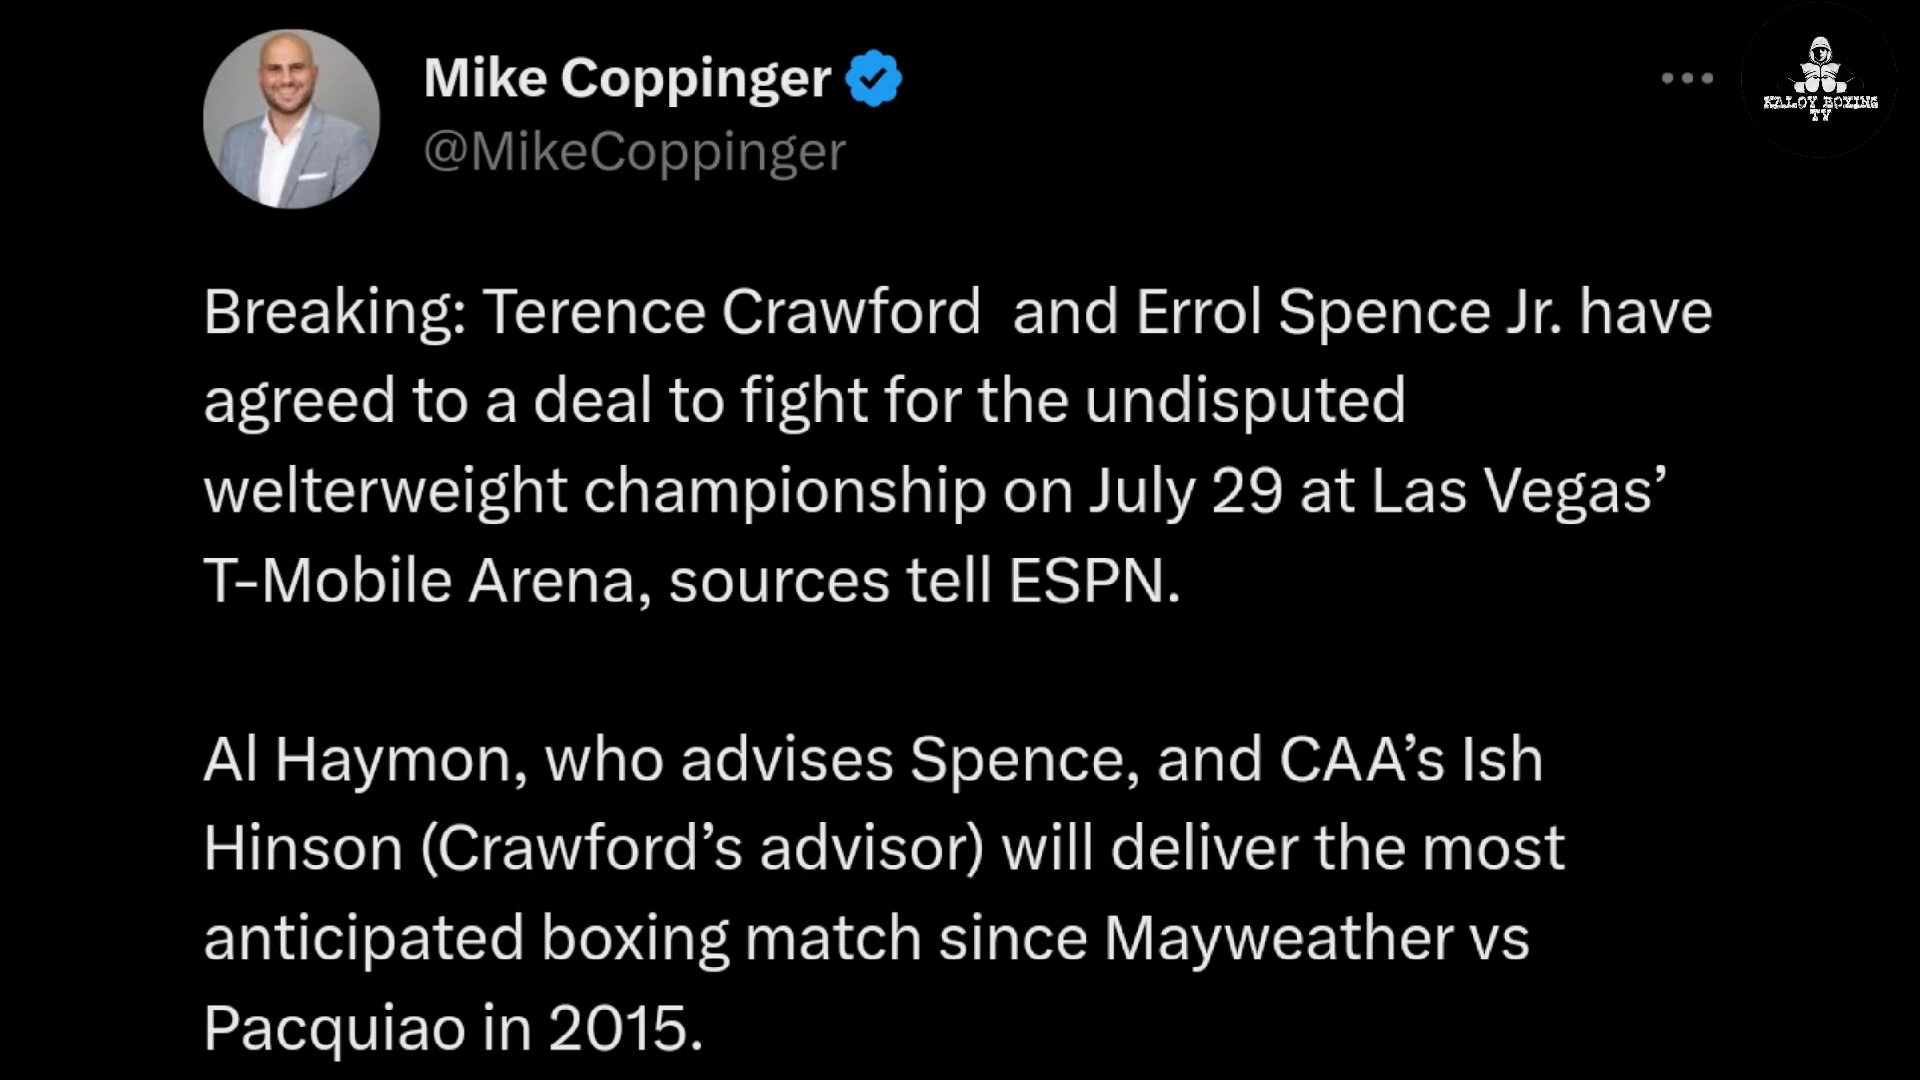 Mike Coppinger
@MikeCoppinger
KALOY BOXING
TV
Breaking: Terence Crawford  and Errol Spence Jr. have
agreed to a deal to fight for the undisputed
welterweight championship on July 29 at Las Vegas’
T-Mobile Arena, sources tell ESPN.
Al Haymon, who advises Spence, and CAA’s Ish
Hinson (Crawford’s advisor) will deliver the most
anticipated boxing match since Mayweather vs
Pacquiao in 2015.